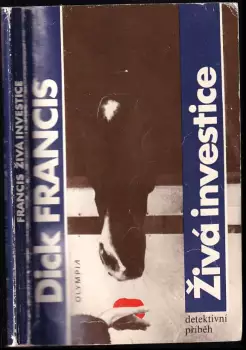 FRANCIS ŽIVÁ INVESTICE
Dick FRANCIS
OLYMPIA
Živá investice
detektivní
příběh